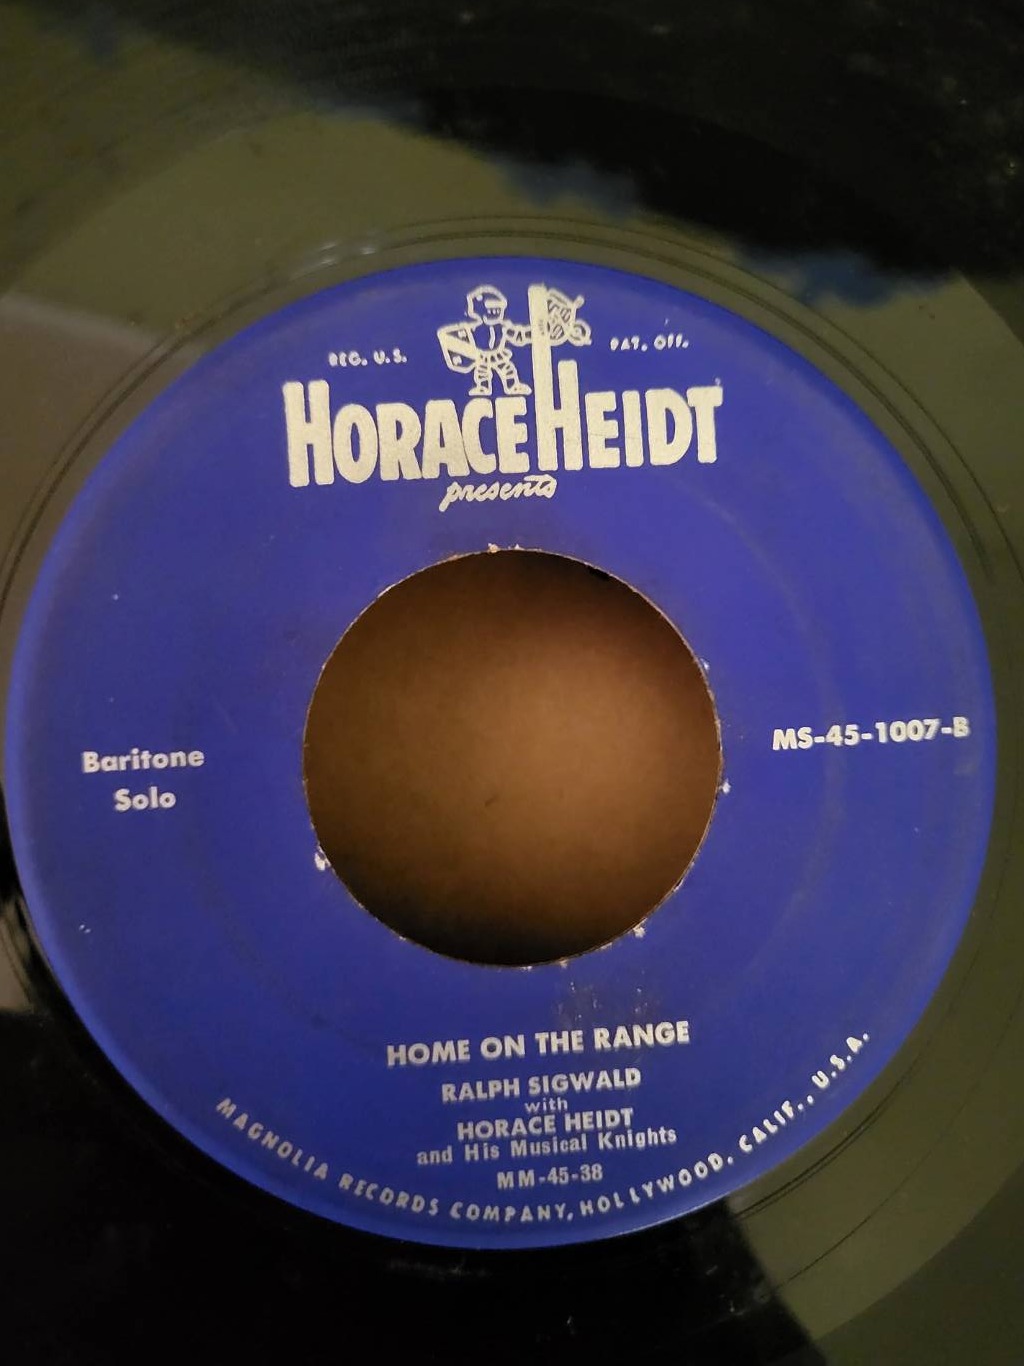 REG. U.S. PAT. OFF.
HORACE HEIDT
presents
Baritone
Solo
MS-45-1007-B
HOME ON THE RANGE
RALPH SIGWALD
with
HORACE HEIDT
and His Musical Knights
MM-45-38
MAGNOLIA RECORDS COMPANY, HOLLYWOOD, CALIF., U.S.A.